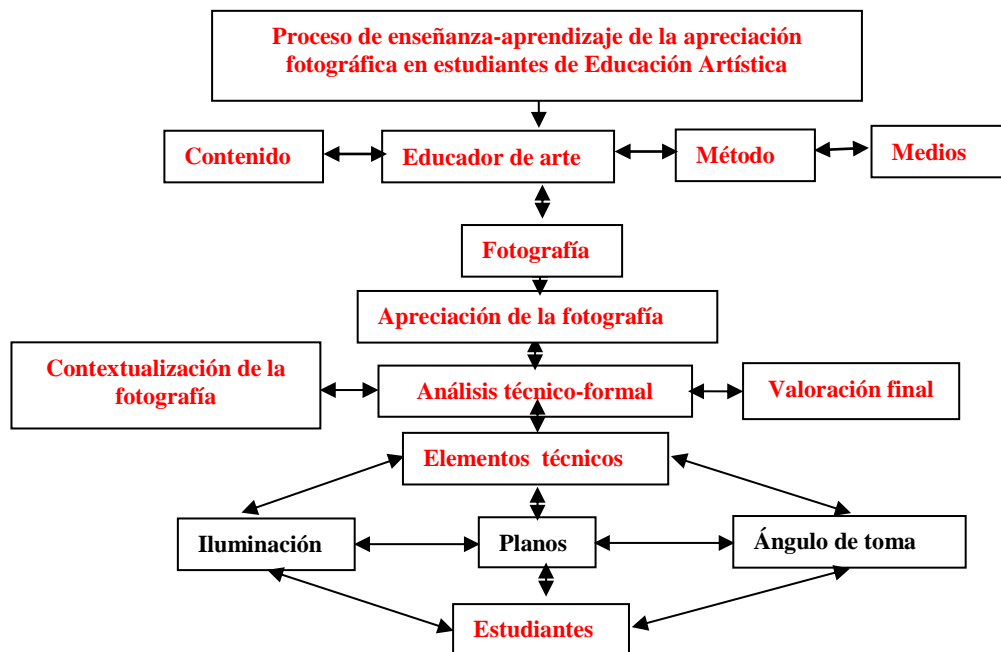 Proceso de enseñanza-aprendizaje de la apreciación
fotográfica en estudiantes de Educación Artística
Contenido
Educador de arte
Método
Medios
Fotografía
Apreciación de la fotografía
Contextualización de la
fotografía
Análisis técnico-formal
Valoración final
Elementos técnicos
Iluminación
Planos
Ángulo de toma
Estudiantes